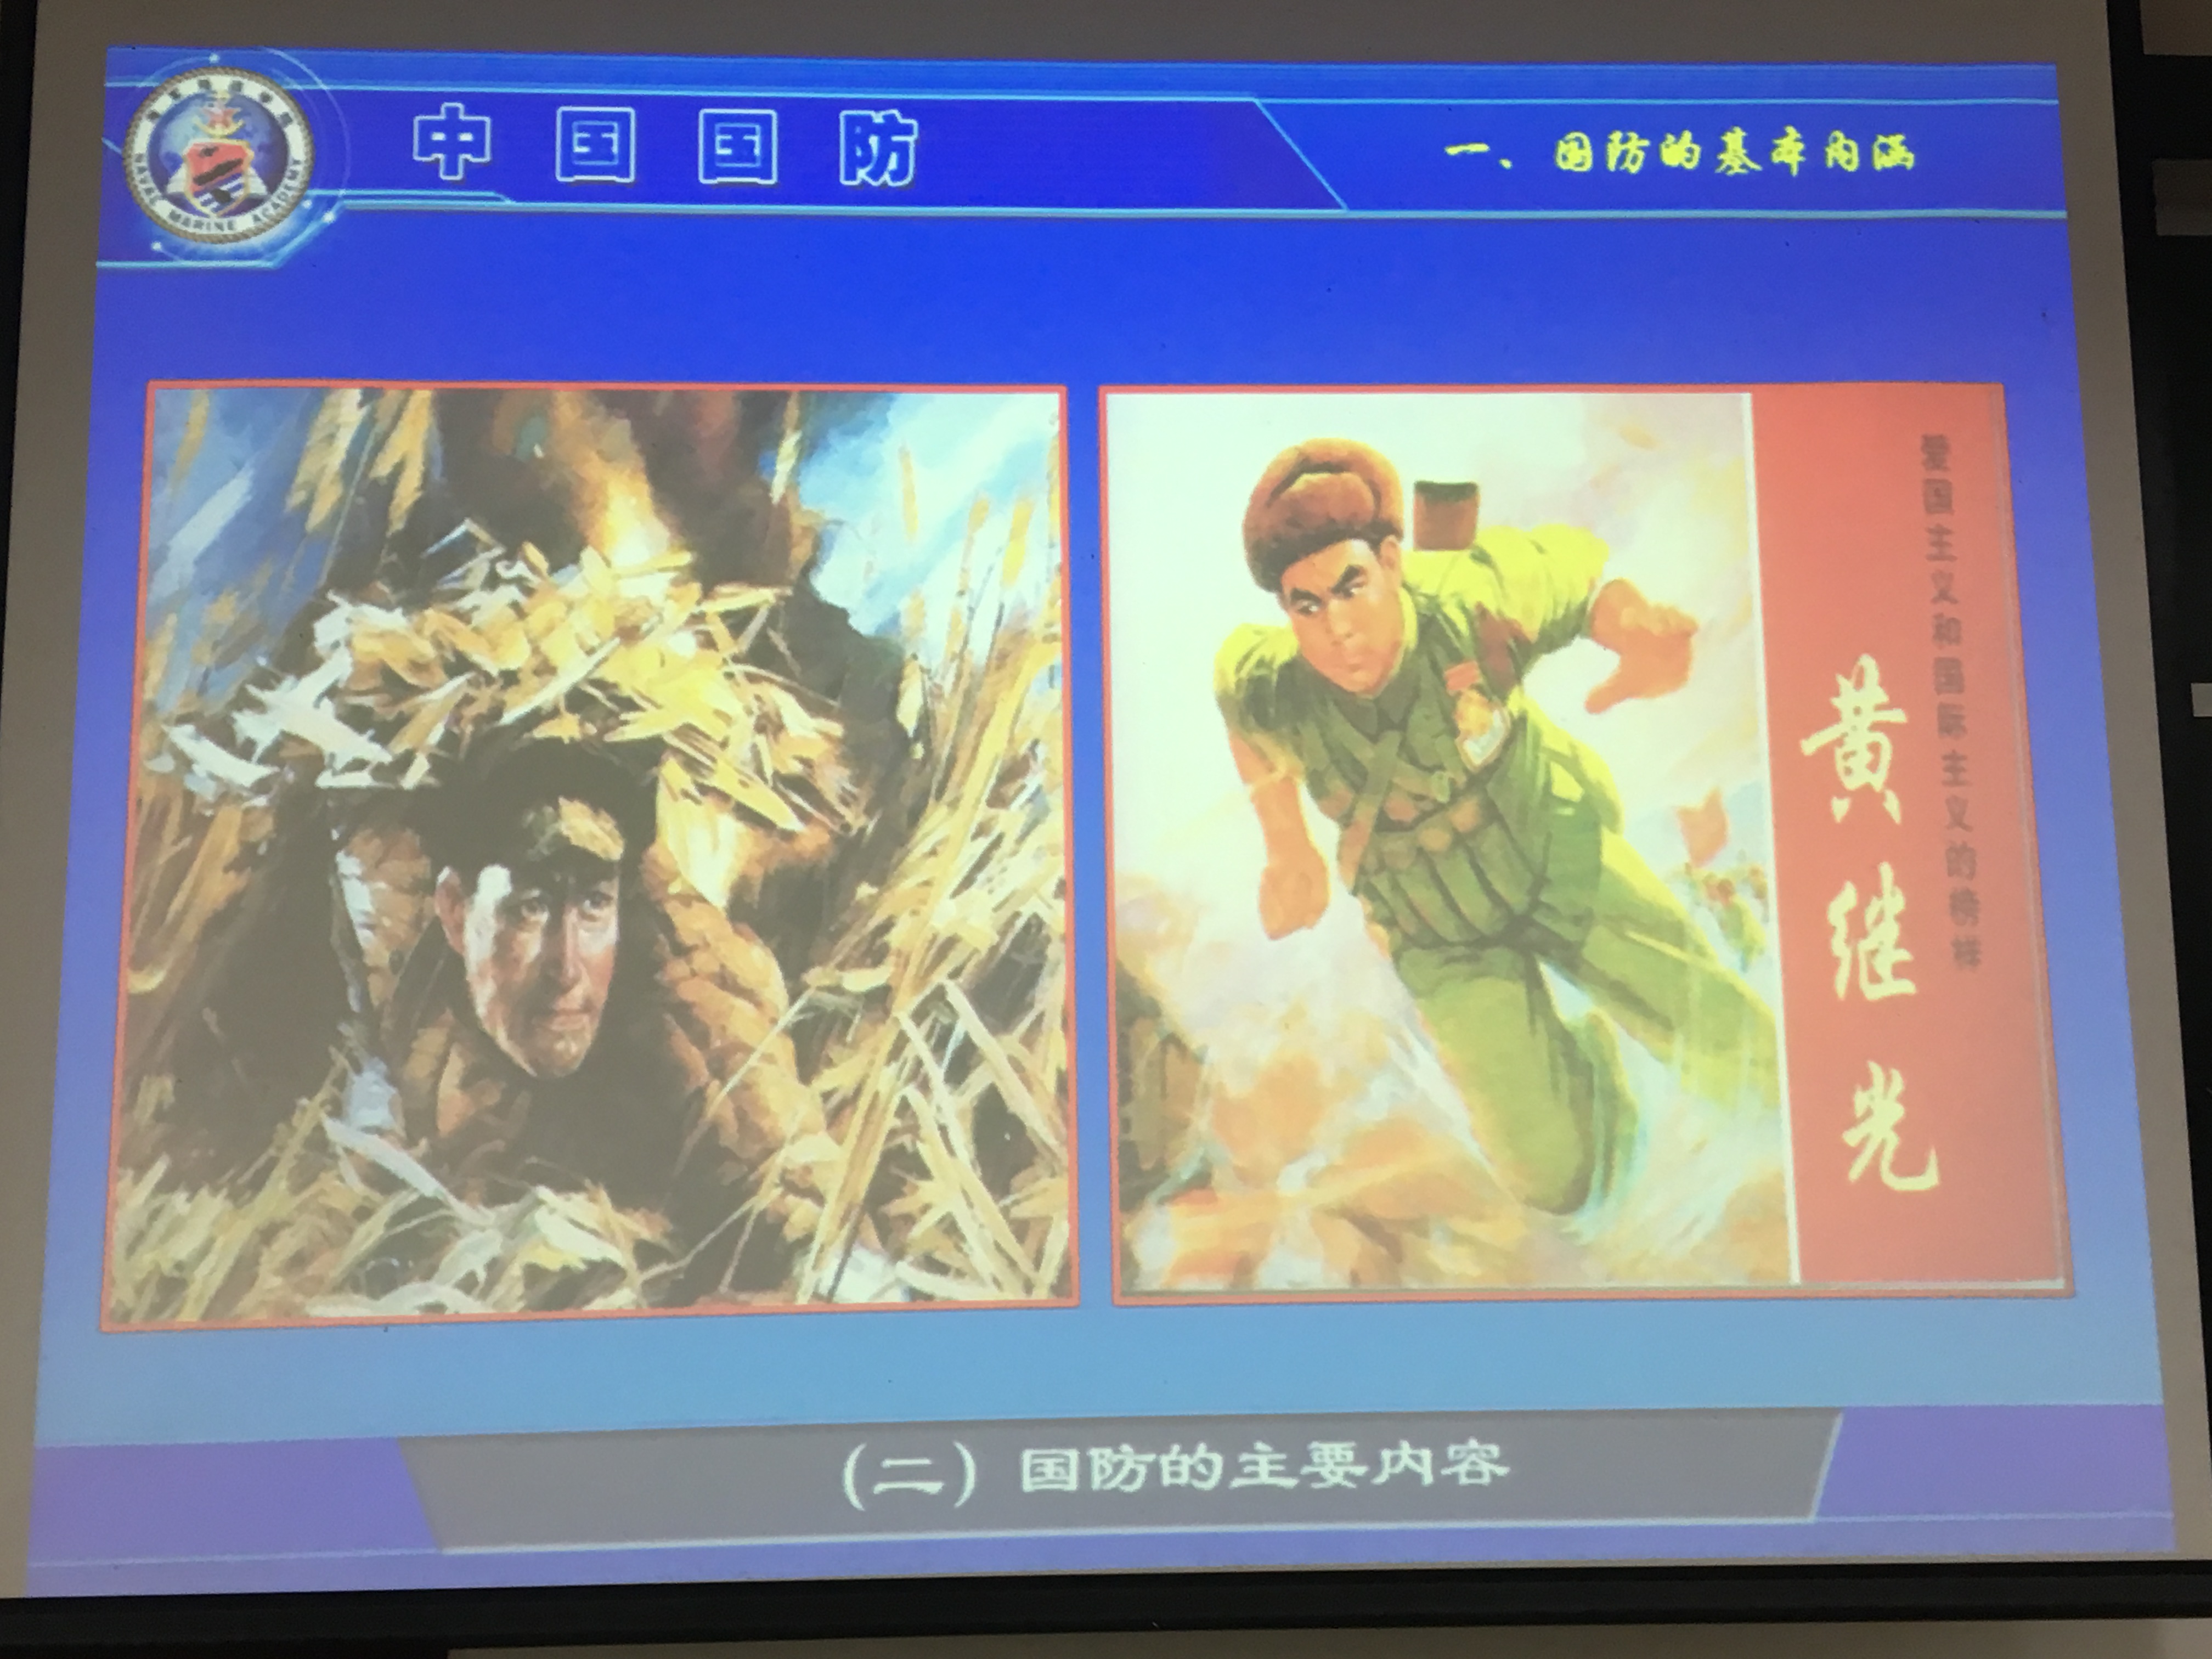 中国国防
一、国防的基本内涵
NAVAL MARINE ACADEMY
爱国主义和国际主义的榜样
黄继光
(二) 国防的主要内容